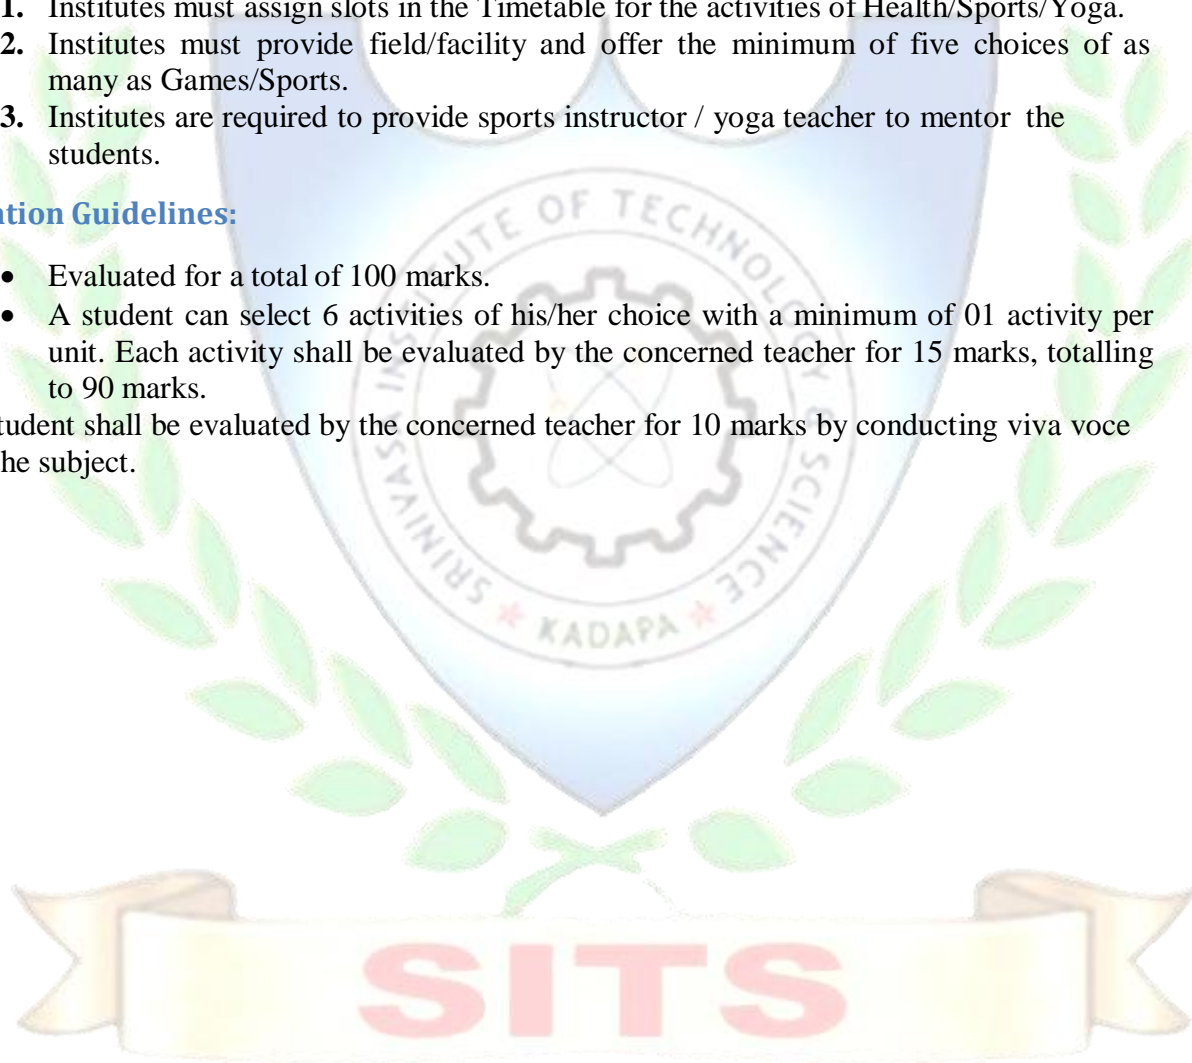 1. Institutes must assign slots in the Timetable for the activities of Health/Sports/Yoga.
2. Institutes must provide field/facility and offer the minimum of five choices of as
many as Games/Sports.
3. Institutes are required to provide sports instructor / yoga teacher to mentor the
students.
ation Guidelines:
• Evaluated for a total of 100 marks.
• A student can select 6 activities of his/her choice with a minimum of 01 activity per
unit. Each activity shall be evaluated by the concerned teacher for 15 marks, totalling
to 90 marks.
tudent shall be evaluated by the concerned teacher for 10 marks by conducting viva voce
he subject.
SRINIVASA INSTITUTE OF TECHNOLOGY & SCIENCE
KADAPA
SITS